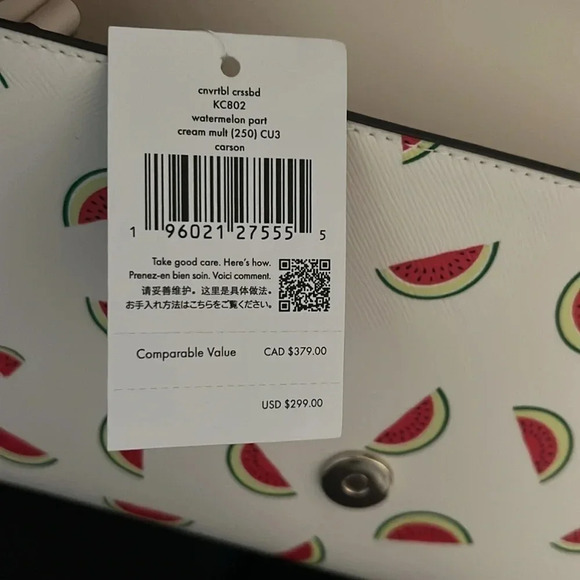 cnvrtbl crssbd
KC802
watermelon part
cream mult (250) CU3
carson
1 96021 27555 5
Take good care. Here's how.
Prenez-en bien soin. Voici comment.
请妥善维护。这里是具体做法。
お手入れ方法はこちらをご覧ください。
Comparable Value CAD $379.00
USD $299.00